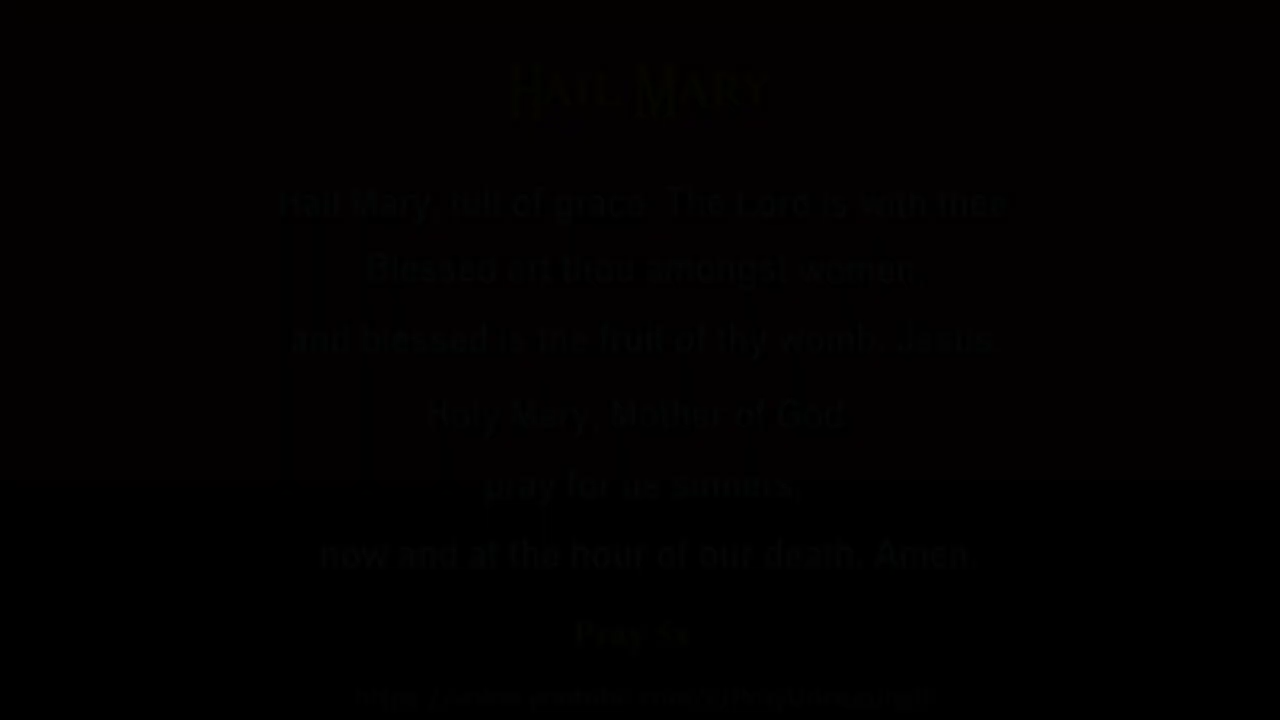 HAIL MARY
Hail Mary, full of grace. The Lord is with thee.
Blessed art thou amongst women,
and blessed is the fruit of thy womb, Jesus.
Holy Mary, Mother of God
pray for us sinners,
now and at the hour of our death. Amen.
Pray